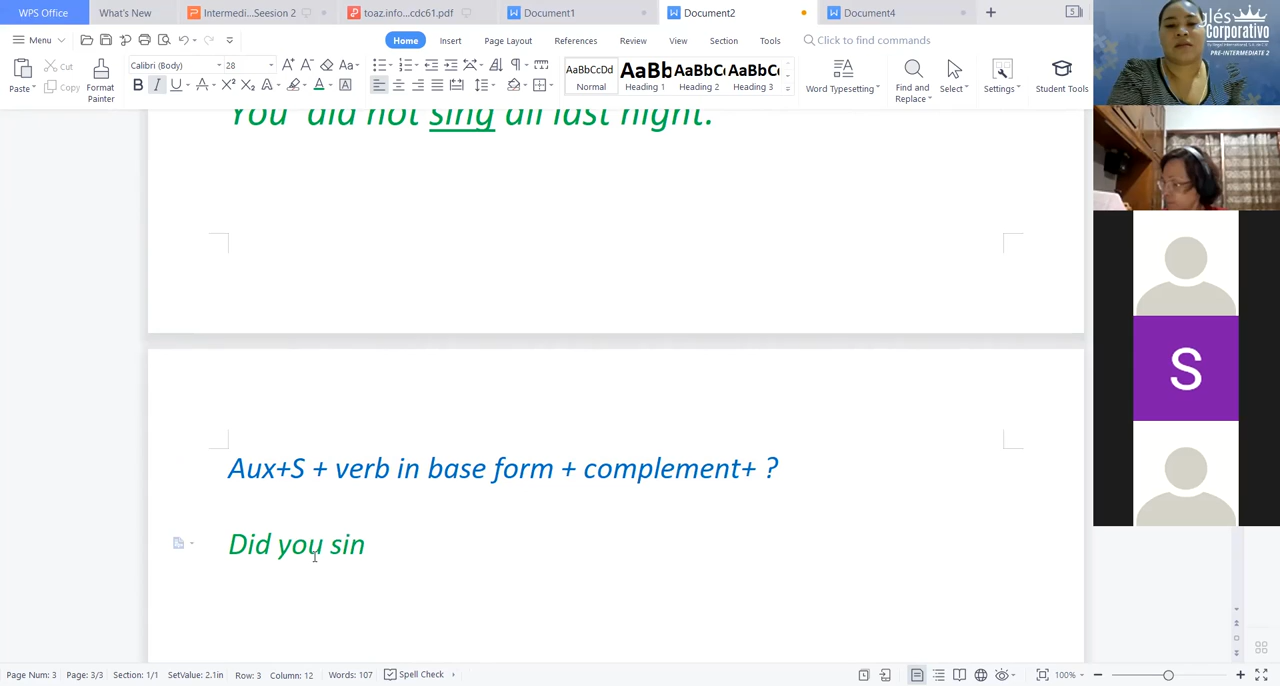 WPS Office What's New Intermedi...Seesion 2 toaz.info...cdc61.pdf Document1 Document2 Document4 + 5
Menu Home Insert Page Layout References Review View Section Tools Click to find commands
Paste Cut Copy Format Painter Calibri (Body) 28 AaBbCcDd Normal AaBb Heading 1 AaBbC Heading 2 AaBbC Heading 3 Word Typesetting Find and Replace Select Settings Student Tools
glés
Corporativo
PRE-INTERMEDIATE 2
You did not sing all last night.
S
Aux+S + verb in base form + complement+ ?
Did you sin
Page Num: 3 Page: 3/3 Section: 1/1 SetValue: 2.1in Row: 3 Column: 12 Words: 107 Spell Check 100%